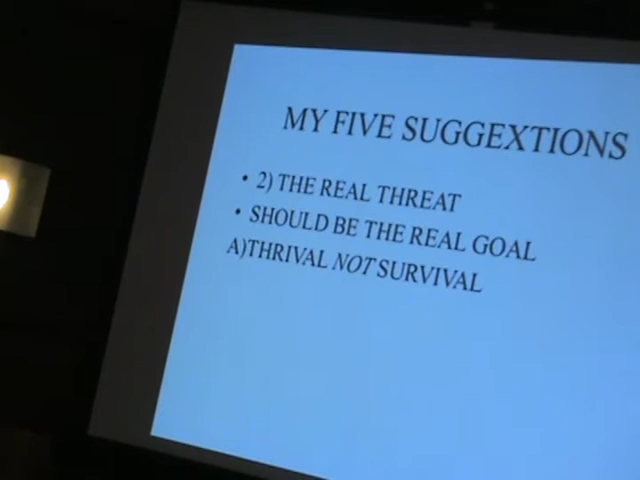 MY FIVE SUGGEXTIONS
• 2) THE REAL THREAT
• SHOULD BE THE REAL GOAL
A)THRIVAL NOT SURVIVAL